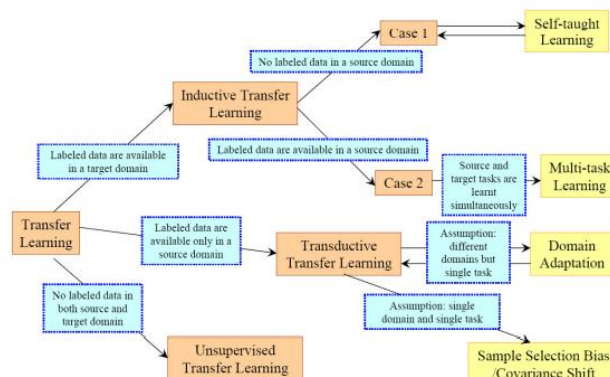 Case 1
Self-taught
Learning
No labeled data in a source domain
Inductive Transfer
Learning
Labeled data are available
in a target domain
Labeled data are available in a source domain
Case 2
Source and
target tasks are
learnt
simultaneously
Multi-task
Learning
Transfer
Learning
Labeled data are
available only in a
source domain
Transductive
Transfer Learning
Assumption:
different
domains but
single task
Domain
Adaptation
No labeled data in
both source and
target domain
Assumption: single
domain and single task
Unsupervised
Transfer Learning
Sample Selection Bias
/Covariance Shift